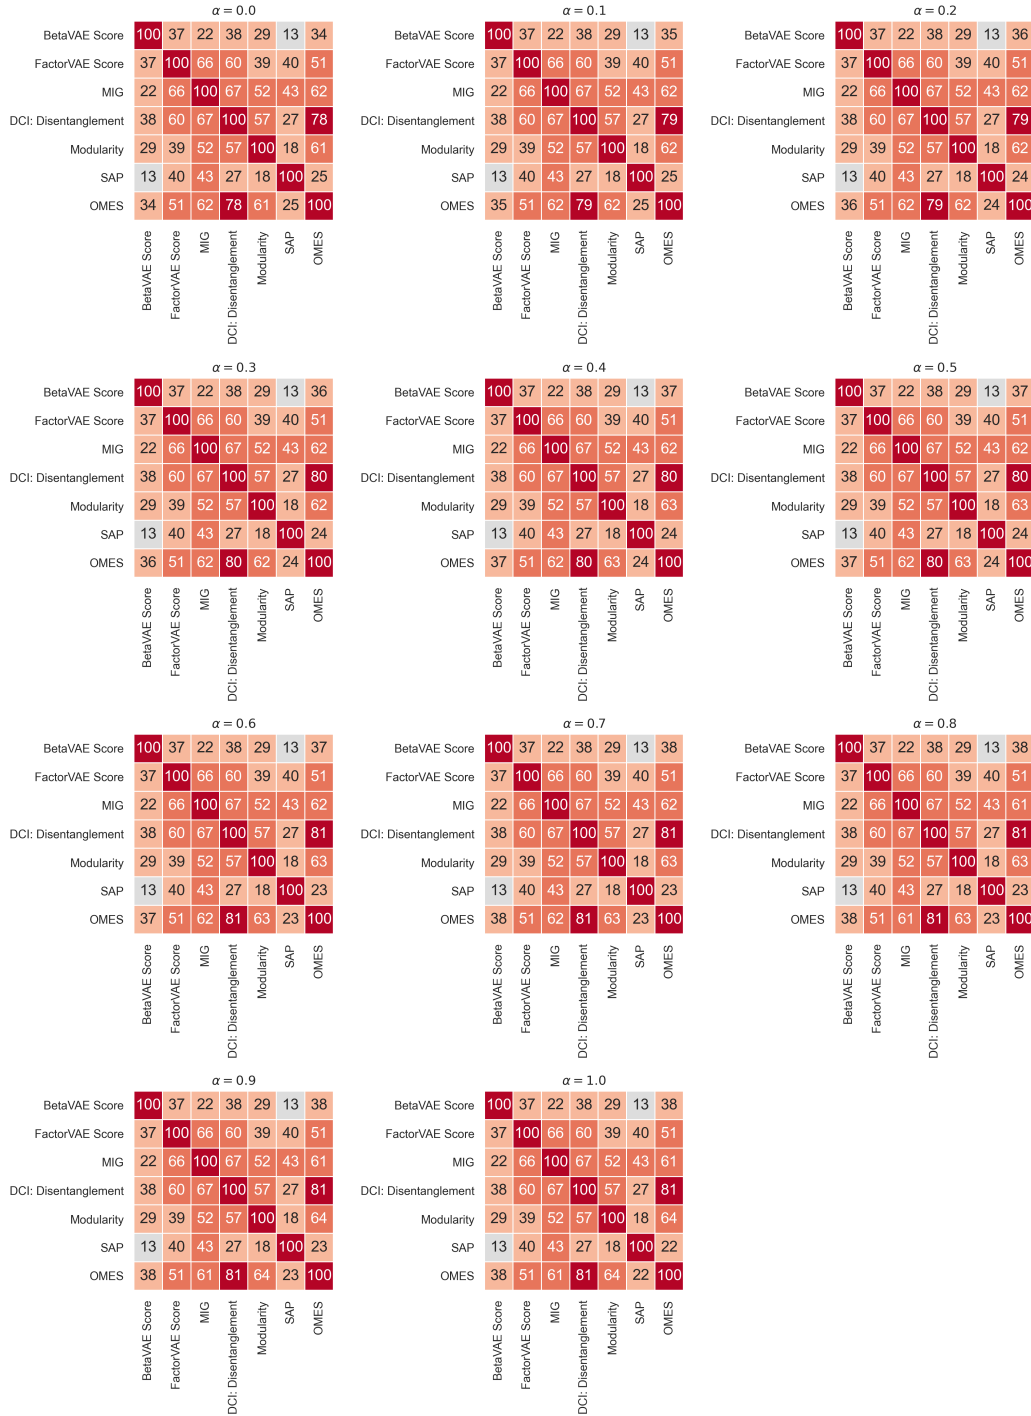 α = 0.0
BetaVAE Score 100 37 22 38 29 13 34
FactorVAE Score 37 100 66 60 39 40 51
MIG 22 66 100 67 52 43 62
DCI: Disentanglement 38 60 67 100 57 27 78
Modularity 29 39 52 57 100 18 61
SAP 13 40 43 27 18 100 25
OMES 34 51 62 78 61 25 100
BetaVAE Score
FactorVAE Score
MIG
DCI: Disentanglement
Modularity
SAP
OMES
α = 0.1
BetaVAE Score 100 37 22 38 29 13 35
FactorVAE Score 37 100 66 60 39 40 51
MIG 22 66 100 67 52 43 62
DCI: Disentanglement 38 60 67 100 57 27 79
Modularity 29 39 52 57 100 18 62
SAP 13 40 43 27 18 100 25
OMES 35 51 62 79 62 25 100
BetaVAE Score
FactorVAE Score
MIG
DCI: Disentanglement
Modularity
SAP
OMES
α = 0.2
BetaVAE Score 100 37 22 38 29 13 36
FactorVAE Score 37 100 66 60 39 40 51
MIG 22 66 100 67 52 43 62
DCI: Disentanglement 38 60 67 100 57 27 79
Modularity 29 39 52 57 100 18 62
SAP 13 40 43 27 18 100 24
OMES 36 51 62 79 62 24 100
BetaVAE Score
FactorVAE Score
MIG
DCI: Disentanglement
Modularity
SAP
OMES
α = 0.3
BetaVAE Score 100 37 22 38 29 13 36
FactorVAE Score 37 100 66 60 39 40 51
MIG 22 66 100 67 52 43 62
DCI: Disentanglement 38 60 67 100 57 27 80
Modularity 29 39 52 57 100 18 62
SAP 13 40 43 27 18 100 24
OMES 36 51 62 80 62 24 100
BetaVAE Score
FactorVAE Score
MIG
DCI: Disentanglement
Modularity
SAP
OMES
α = 0.4
BetaVAE Score 100 37 22 38 29 13 37
FactorVAE Score 37 100 66 60 39 40 51
MIG 22 66 100 67 52 43 62
DCI: Disentanglement 38 60 67 100 57 27 80
Modularity 29 39 52 57 100 18 63
SAP 13 40 43 27 18 100 24
OMES 37 51 62 80 63 24 100
BetaVAE Score
FactorVAE Score
MIG
DCI: Disentanglement
Modularity
SAP
OMES
α = 0.5
BetaVAE Score 100 37 22 38 29 13 37
FactorVAE Score 37 100 66 60 39 40 51
MIG 22 66 100 67 52 43 62
DCI: Disentanglement 38 60 67 100 57 27 80
Modularity 29 39 52 57 100 18 63
SAP 13 40 43 27 18 100 24
OMES 37 51 62 80 63 24 100
BetaVAE Score
FactorVAE Score
MIG
DCI: Disentanglement
Modularity
SAP
OMES
α = 0.6
BetaVAE Score 100 37 22 38 29 13 37
FactorVAE Score 37 100 66 60 39 40 51
MIG 22 66 100 67 52 43 62
DCI: Disentanglement 38 60 67 100 57 27 81
Modularity 29 39 52 57 100 18 63
SAP 13 40 43 27 18 100 23
OMES 37 51 62 81 63 23 100
BetaVAE Score
FactorVAE Score
MIG
DCI: Disentanglement
Modularity
SAP
OMES
α = 0.7
BetaVAE Score 100 37 22 38 29 13 38
FactorVAE Score 37 100 66 60 39 40 51
MIG 22 66 100 67 52 43 62
DCI: Disentanglement 38 60 67 100 57 27 81
Modularity 29 39 52 57 100 18 63
SAP 13 40 43 27 18 100 23
OMES 38 51 62 81 63 23 100
BetaVAE Score
FactorVAE Score
MIG
DCI: Disentanglement
Modularity
SAP
OMES
α = 0.8
BetaVAE Score 100 37 22 38 29 13 38
FactorVAE Score 37 100 66 60 39 40 51
MIG 22 66 100 67 52 43 61
DCI: Disentanglement 38 60 67 100 57 27 81
Modularity 29 39 52 57 100 18 63
SAP 13 40 43 27 18 100 23
OMES 38 51 61 81 63 23 100
BetaVAE Score
FactorVAE Score
MIG
DCI: Disentanglement
Modularity
SAP
OMES
α = 0.9
BetaVAE Score 100 37 22 38 29 13 38
FactorVAE Score 37 100 66 60 39 40 51
MIG 22 66 100 67 52 43 61
DCI: Disentanglement 38 60 67 100 57 27 81
Modularity 29 39 52 57 100 18 64
SAP 13 40 43 27 18 100 23
OMES 38 51 61 81 64 23 100
BetaVAE Score
FactorVAE Score
MIG
DCI: Disentanglement
Modularity
SAP
OMES
α = 1.0
BetaVAE Score 100 37 22 38 29 13 38
FactorVAE Score 37 100 66 60 39 40 51
MIG 22 66 100 67 52 43 61
DCI: Disentanglement 38 60 67 100 57 27 81
Modularity 29 39 52 57 100 18 64
SAP 13 40 43 27 18 100 22
OMES 38 51 61 81 64 22 100
BetaVAE Score
FactorVAE Score
MIG
DCI: Disentanglement
Modularity
SAP
OMES